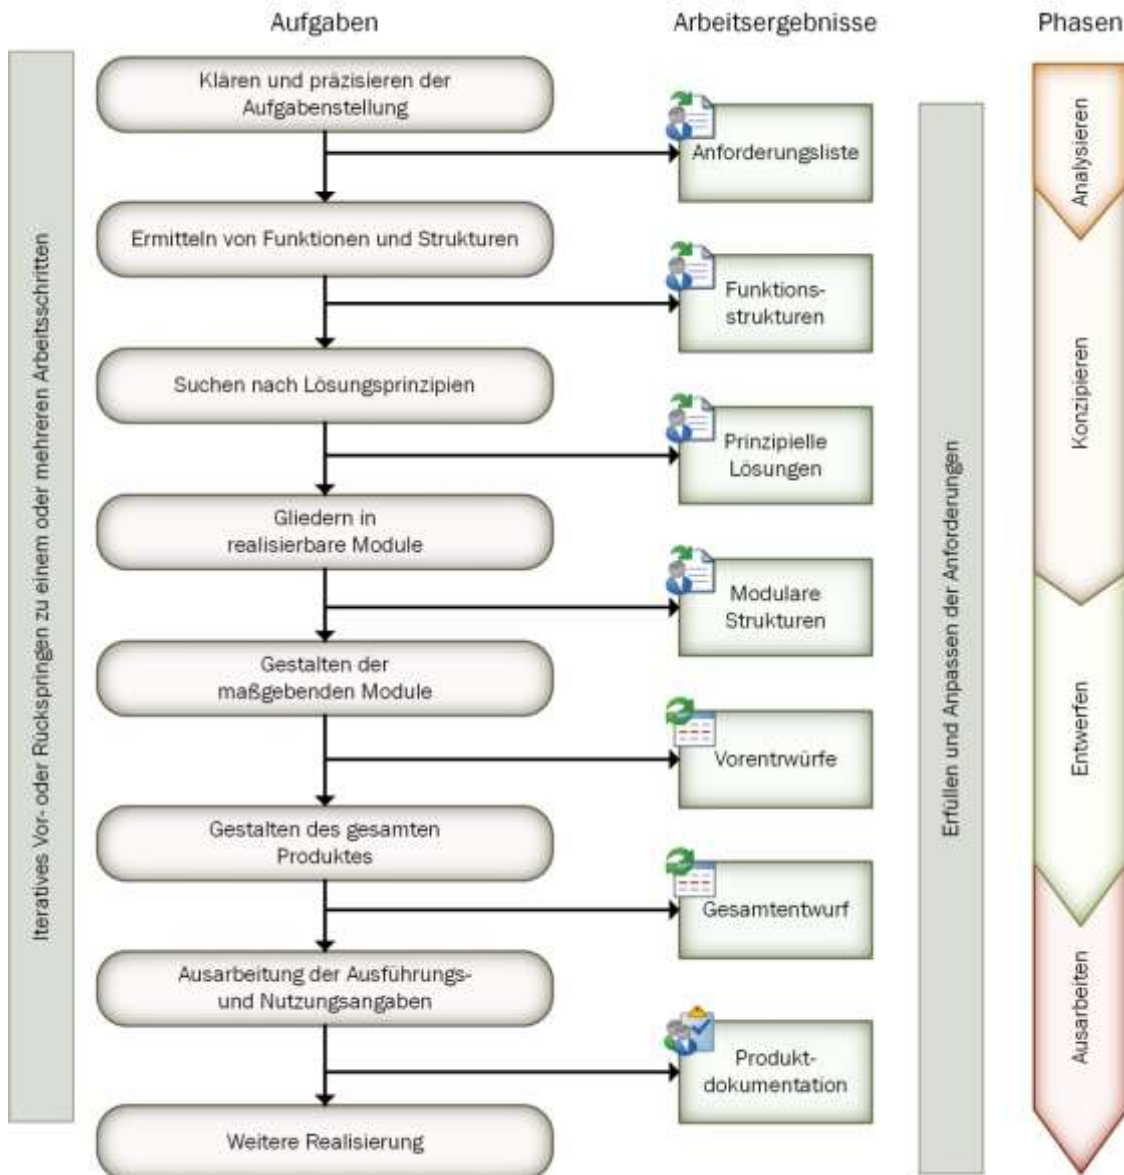 Aufgaben
Arbeitsergebnisse
Phasen
Iteratives Vor- oder Rückspringen zu einem oder mehreren Arbeitsschritten
Klären und präzisieren der
Aufgabenstellung
Anforderungsliste
Ermitteln von Funktionen und Strukturen
Funktions-
strukturen
Suchen nach Lösungsprinzipien
Prinzipielle
Lösungen
Gliedern in
realisierbare Module
Modulare
Strukturen
Gestalten der
maßgebenden Module
Vorentrwürfe
Gestalten des gesamten
Produktes
Gesamtentwurf
Ausarbeitung der Ausführungs-
und Nutzungsangaben
Produkt-
dokumentation
Weitere Realisierung
Erfüllen und Anpassen der Anforderungen
Analysieren
Konzipieren
Entwerfen
Ausarbeiten